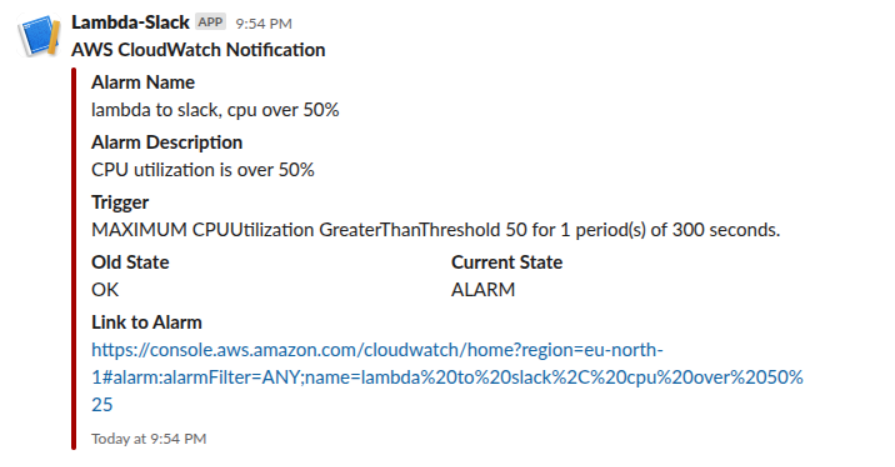 Lambda-Slack APP 9:54 PM
AWS CloudWatch Notification
Alarm Name
lambda to slack, cpu over 50%
Alarm Description
CPU utilization is over 50%
Trigger
MAXIMUM CPUUtilization GreaterThanThreshold 50 for 1 period(s) of 300 seconds.
Old State Current State
OK ALARM
Link to Alarm
https://console.aws.amazon.com/cloudwatch/home?region=eu-north-
1#alarm:alarmFilter=ANY;name=lambda%20to%20slack%2C%20cpu%20over%2050%
25
Today at 9:54 PM